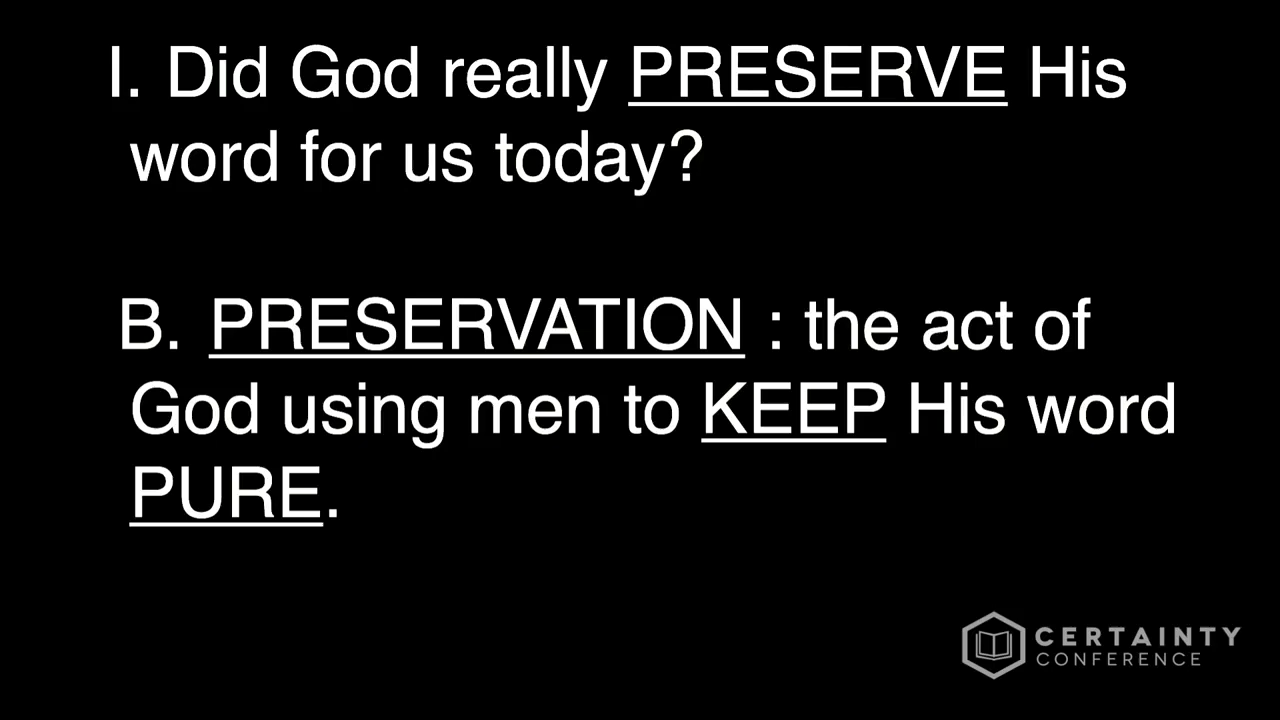 I. Did God really PRESERVE His
word for us today?
B. PRESERVATION : the act of
God using men to KEEP His word
PURE.
CERTAINTY
CONFERENCE